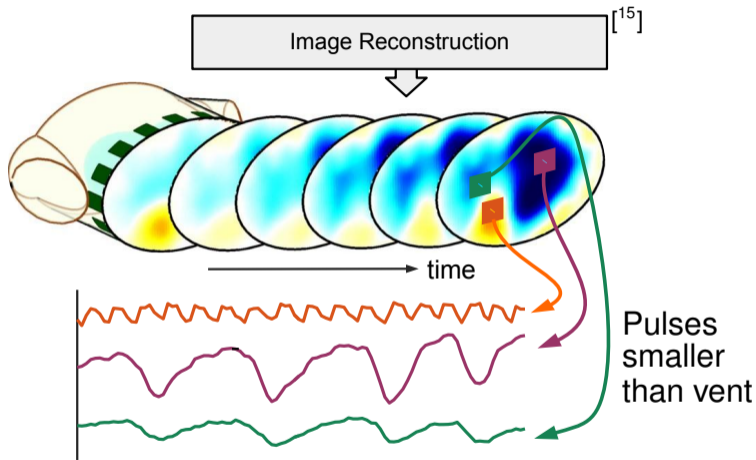 Image Reconstruction
[15]
time
Pulses
smaller
than vent